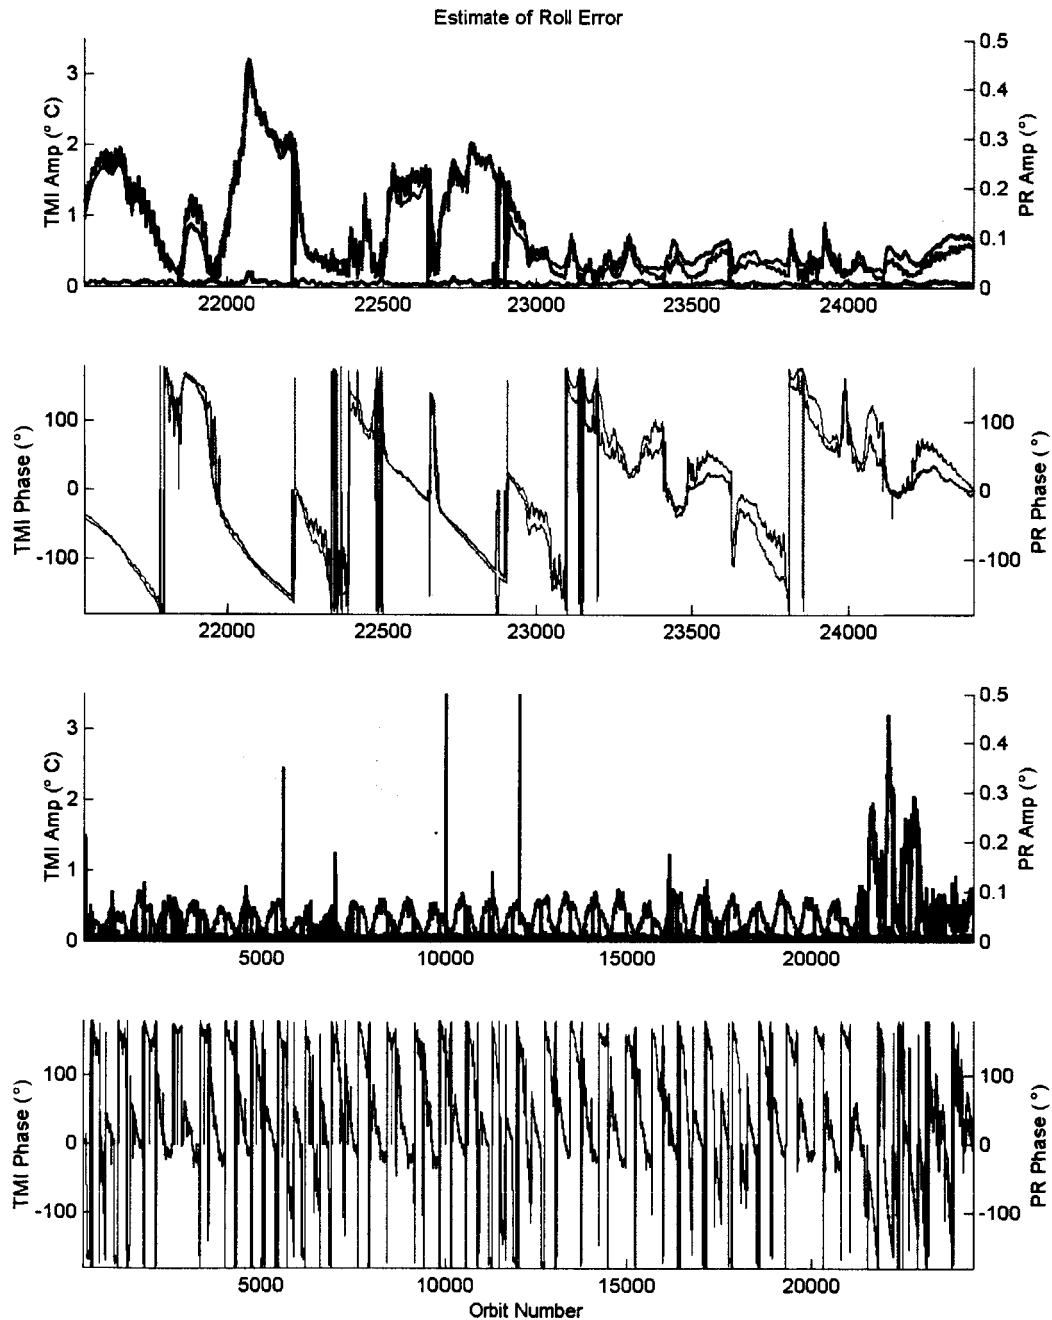 Estimate of Roll Error
TMI Amp (° C)
3
2
1
0
0.5
0.4
0.3
0.2
0.1
0
PR Amp (°)
22000 22500 23000 23500 24000
TMI Phase (°)
100
0
-100
100
0
-100
PR Phase (°)
22000 22500 23000 23500 24000
TMI Amp (° C)
3
2
1
0
0.5
0.4
0.3
0.2
0.1
0
PR Amp (°)
5000 10000 15000 20000
TMI Phase (°)
100
0
-100
100
0
-100
PR Phase (°)
5000 10000 15000 20000
Orbit Number